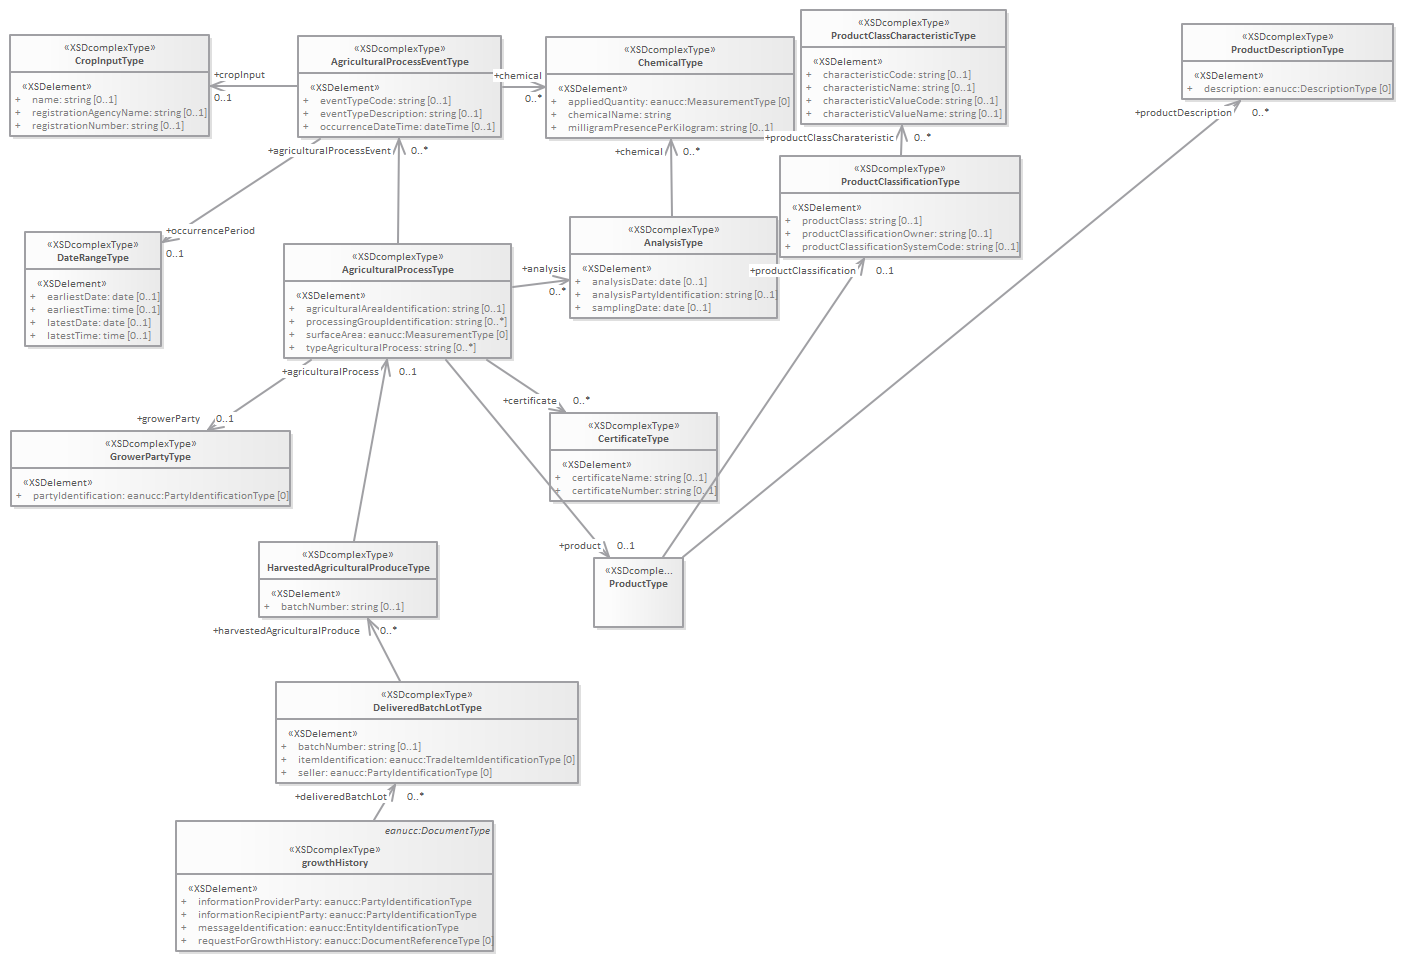 «XSDcomplexType»
CropInputType
«XSDelement»
+ name: string [0..1]
+ registrationAgencyName: string [0..1]
+ registrationNumber: string [0..1]
+cropInput
0..1
«XSDcomplexType»
AgriculturalProcessEventType
«XSDelement»
+ eventTypeCode: string [0..1]
+ eventTypeDescription: string [0..1]
+ occurrenceDateTime: dateTime [0..1]
+chemical
0..*
«XSDcomplexType»
ChemicalType
«XSDelement»
+ appliedQuantity: eanucc:MeasurementType [0]
+ chemicalName: string
+ milligramPresencePerKilogram: string [0..1]
«XSDcomplexType»
ProductClassCharacteristicType
«XSDelement»
+ characteristicCode: string [0..1]
+ characteristicName: string [0..1]
+ characteristicValueCode: string [0..1]
+ characteristicValueName: string [0..1]
«XSDcomplexType»
ProductDescriptionType
«XSDelement»
+ description: eanucc:DescriptionType [0]
+productDescription
0..*
+agriculturalProcessEvent
0..*
+chemical
0..*
+productClassCharateristic
0..*
«XSDcomplexType»
ProductClassificationType
«XSDelement»
+ productClass: string [0..1]
+ productClassificationOwner: string [0..1]
+ productClassificationSystemCode: string [0..1]
+productClassification
0..1
+occurrencePeriod
0..1
«XSDcomplexType»
DateRangeType
«XSDelement»
+ earliestDate: date [0..1]
+ earliestTime: time [0..1]
+ latestDate: date [0..1]
+ latestTime: time [0..1]
«XSDcomplexType»
AgriculturalProcessType
«XSDelement»
+ agriculturalAreaIdentification: string [0..1]
+ processingGroupIdentification: string [0..*]
+ surfaceArea: eanucc:MeasurementType [0]
+ typeAgriculturalProcess: string [0..*]
+analysis
0..*
«XSDcomplexType»
AnalysisType
«XSDelement»
+ analysisDate: date [0..1]
+ analysisPartyIdentification: string [0..1]
+ samplingDate: date [0..1]
+agriculturalProcess
0..1
+growerParty
0..1
+certificate
0..*
«XSDcomplexType»
GrowerPartyType
«XSDelement»
+ partyIdentification: eanucc:PartyIdentificationType [0]
«XSDcomplexType»
CertificateType
«XSDelement»
+ certificateName: string [0..1]
+ certificateNumber: string [0..1]
+product
0..1
«XSDcomple...
ProductType
«XSDcomplexType»
HarvestedAgriculturalProduceType
«XSDelement»
+ batchNumber: string [0..1]
+harvestedAgriculturalProduce
0..*
«XSDcomplexType»
DeliveredBatchLotType
«XSDelement»
+ batchNumber: string [0..1]
+ itemIdentification: eanucc:TradeItemIdentificationType [0]
+ seller: eanucc:PartyIdentificationType [0]
+deliveredBatchLot
0..*
eanucc:DocumentType
«XSDcomplexType»
growthHistory
«XSDelement»
+ informationProviderParty: eanucc:PartyIdentificationType
+ informationRecipientParty: eanucc:PartyIdentificationType
+ messageIdentification: eanucc:EntityIdentificationType
+ requestForGrowthHistory: eanucc:DocumentReferenceType [0]